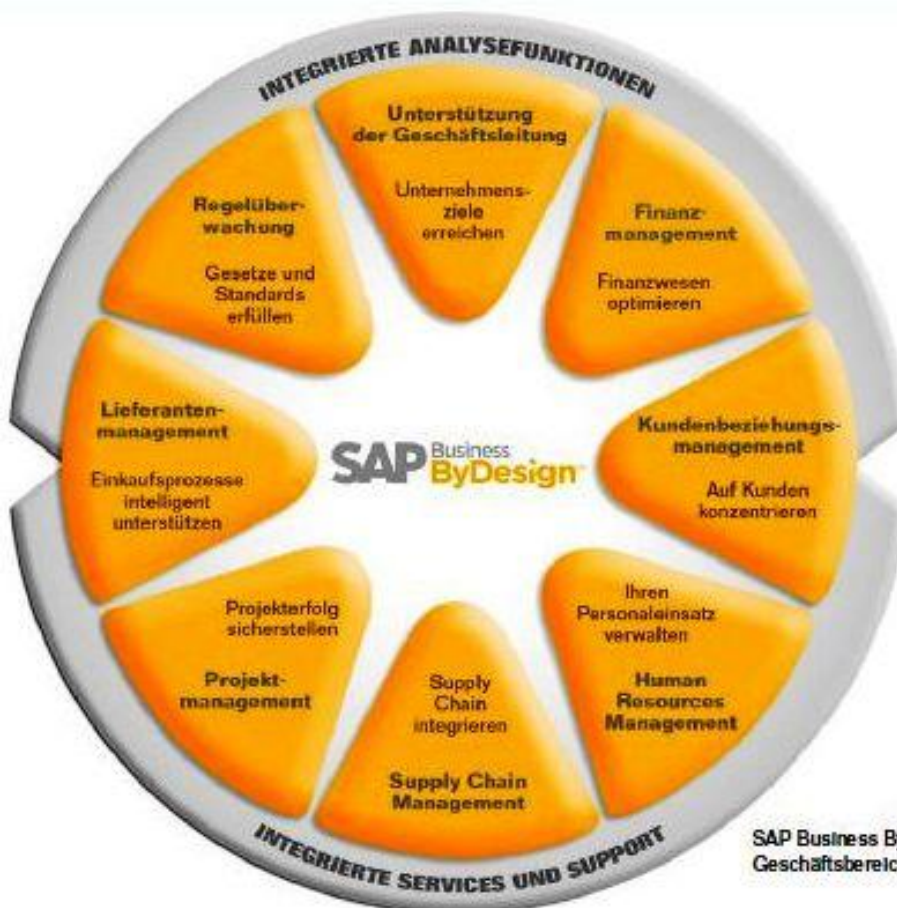 INTEGRIERTE ANALYSEFUNKTIONEN
Unterstützung
der Geschäftsleitung
Unternehmens-
ziele
erreichen
Finanz-
management
Finanzwesen
optimieren
Kundenbeziehungs-
management
Auf Kunden
konzentrieren
Ihren
Personaleinsatz
verwalten
Human
Resources
Management
Supply
Chain
integrieren
Supply Chain
Management
Projekterfolg
sicherstellen
Projekt-
management
Lieferanten-
management
Einkaufsprozesse
intelligent
unterstützen
Regelüber-
wachung
Gesetze und
Standards
erfüllen
SAP Business
ByDesign
INTEGRIERTE SERVICES UND SUPPORT
SAP Business